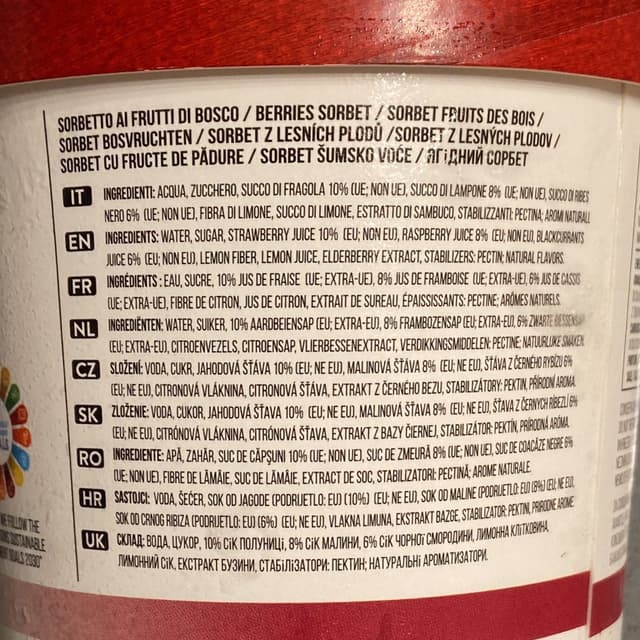 SORBETTO AI FRUTTI DI BOSCO / BERRIES SORBET / SORBET FRUITS DES BOIS /
SORBET BOSVRUCHTEN / SORBET Z LESNÍCH PLODŮ /SORBET Z LESNÝCH PLODOV /
SORBET CU FRUCTE DE PĂDURE / SORBET ŠUMSKO VOĆE / ЯГІДНИЙ СОРБЕТ
IT INGREDIENTI: ACQUA, ZUCCHERO, SUCCO DI FRAGOLA 10% (UE; NON UE), SUCCO DI LAMPONE 8% (UE; NON UE), SUCCO DI RIBES
NERO 6% (UE; NON UE), FIBRA DI LIMONE, SUCCO DI LIMONE, ESTRATTO DI SAMBUCO, STABILIZZANTI: PECTINA; AROMI NATURALI
EN INGREDIENTS: WATER, SUGAR, STRAWBERRY JUICE 10% (EU; NON EU), RASPBERRY JUICE 8% (EU; NON EU), BLACKCURRANTS
JUICE 6% (EU; NON EU), LEMON FIBER, LEMON JUICE, ELDERBERRY EXTRACT, STABILIZERS: PECTIN; NATURAL FLAVORS.
FR INGRÉDIENTS : EAU, SUCRE, 10% JUS DE FRAISE (UE; EXTRA-UE), 8% JUS DE FRAMBOISE (UE; EXTRA-UE), 6% JUS DE CASSIS
(UE; EXTRA-UE), FIBRE DE CITRON, JUS DE CITRON, EXTRAIT DE SUREAU, ÉPAISSISSANTS: PECTINE; ARÔMES NATURELS.
NL INGREDIËNTEN: WATER, SUIKER, 10% AARDBEIENSAP (EU; EXTRA-EU), 8% FRAMBOZENSAP (EU; EXTRA-EU), 6% ZWARTE BESSENSAP
(EU; EXTRA-EU), CITROENVEZELS, CITROENSAP, VLIERBESSENEXTRACT, VERDIKKINGSMIDDELEN: PECTINE; NATUURLIJKE SMAKEN.
CZ SLOŽENÍ: VODA, CUKR, JAHODOVÁ ŠŤÁVA 10% (EU; NE EU), MALINOVÁ ŠŤÁVA 8% (EU; NE EU), ŠŤÁVA Z ČERNÉHO RYBÍZU 6%
(EU; NE EU), CITRONOVÁ VLÁKNINA, CITRONOVÁ ŠŤÁVA, EXTRAKT Z ČERNÉHO BEZU, STABILIZÁTORY: PEKTIN, PŘÍRODNÍ AROMA.
SK ZLOŽENIE: VODA, CUKOR, JAHODOVÁ ŠŤAVA 10% (EU; NE EU), MALINOVÁ ŠŤAVA 8% (EU; NE EU), ŠŤAVA Z ČERNÝCH RÍBEZLÍ 6%
(EU; NE EU), CITRÓNOVÁ VLÁKNINA, CITRÓNOVÁ ŠŤAVA, EXTRAKT Z BAZY ČIERNEJ, STABILIZÁTOR: PEKTÍN, PRÍRODNÁ ARÓMA.
RO INGREDIENTE: APĂ, ZAHĂR, SUC DE CĂPȘUNI 10% (UE; NON UE), SUC DE ZMEURĂ 8% (UE; NON UE), SUC DE COACĂZE NEGRE 6%
(UE; NON UE), FIBRE DE LĂMÂIE, SUC DE LĂMÂIE, EXTRACT DE SOC, STABILIZATORI: PECTINĂ; AROME NATURALE.
HR SASTOJCI: VODA, ŠEĆER, SOK OD JAGODE (PODRIJETLO: EU) (10%) (EU; NE EU), SOK OD MALINE (PODRIJETLO: EU) (8%) (EU; NE EU),
SOK OD CRNOG RIBIZA (PODRIJETLO: EU) (6%) (EU; NE EU), VLAKNA LIMUNA, EKSTRAKT BAZGE, STABILIZATOR: PEKTIN, PRIRODNE AROME
UK СКЛАД: ВОДА, ЦУКОР, 10% СІК ПОЛУНИЦІ, 8% СІК МАЛИНИ, 6% СІК ЧОРНОЇ СМОРОДИНИ, ЛИМОННА КЛІТКОВИНА,
ЛИМОННИЙ СІК, ЕКСТРАКТ БУЗИНИ, СТАБІЛІЗАТОРИ: ПЕКТИН; НАТУРАЛЬНІ АРОМАТИЗАТОРИ.
FOLLOW THE
SUSTAINABLE
GOALS 2030"